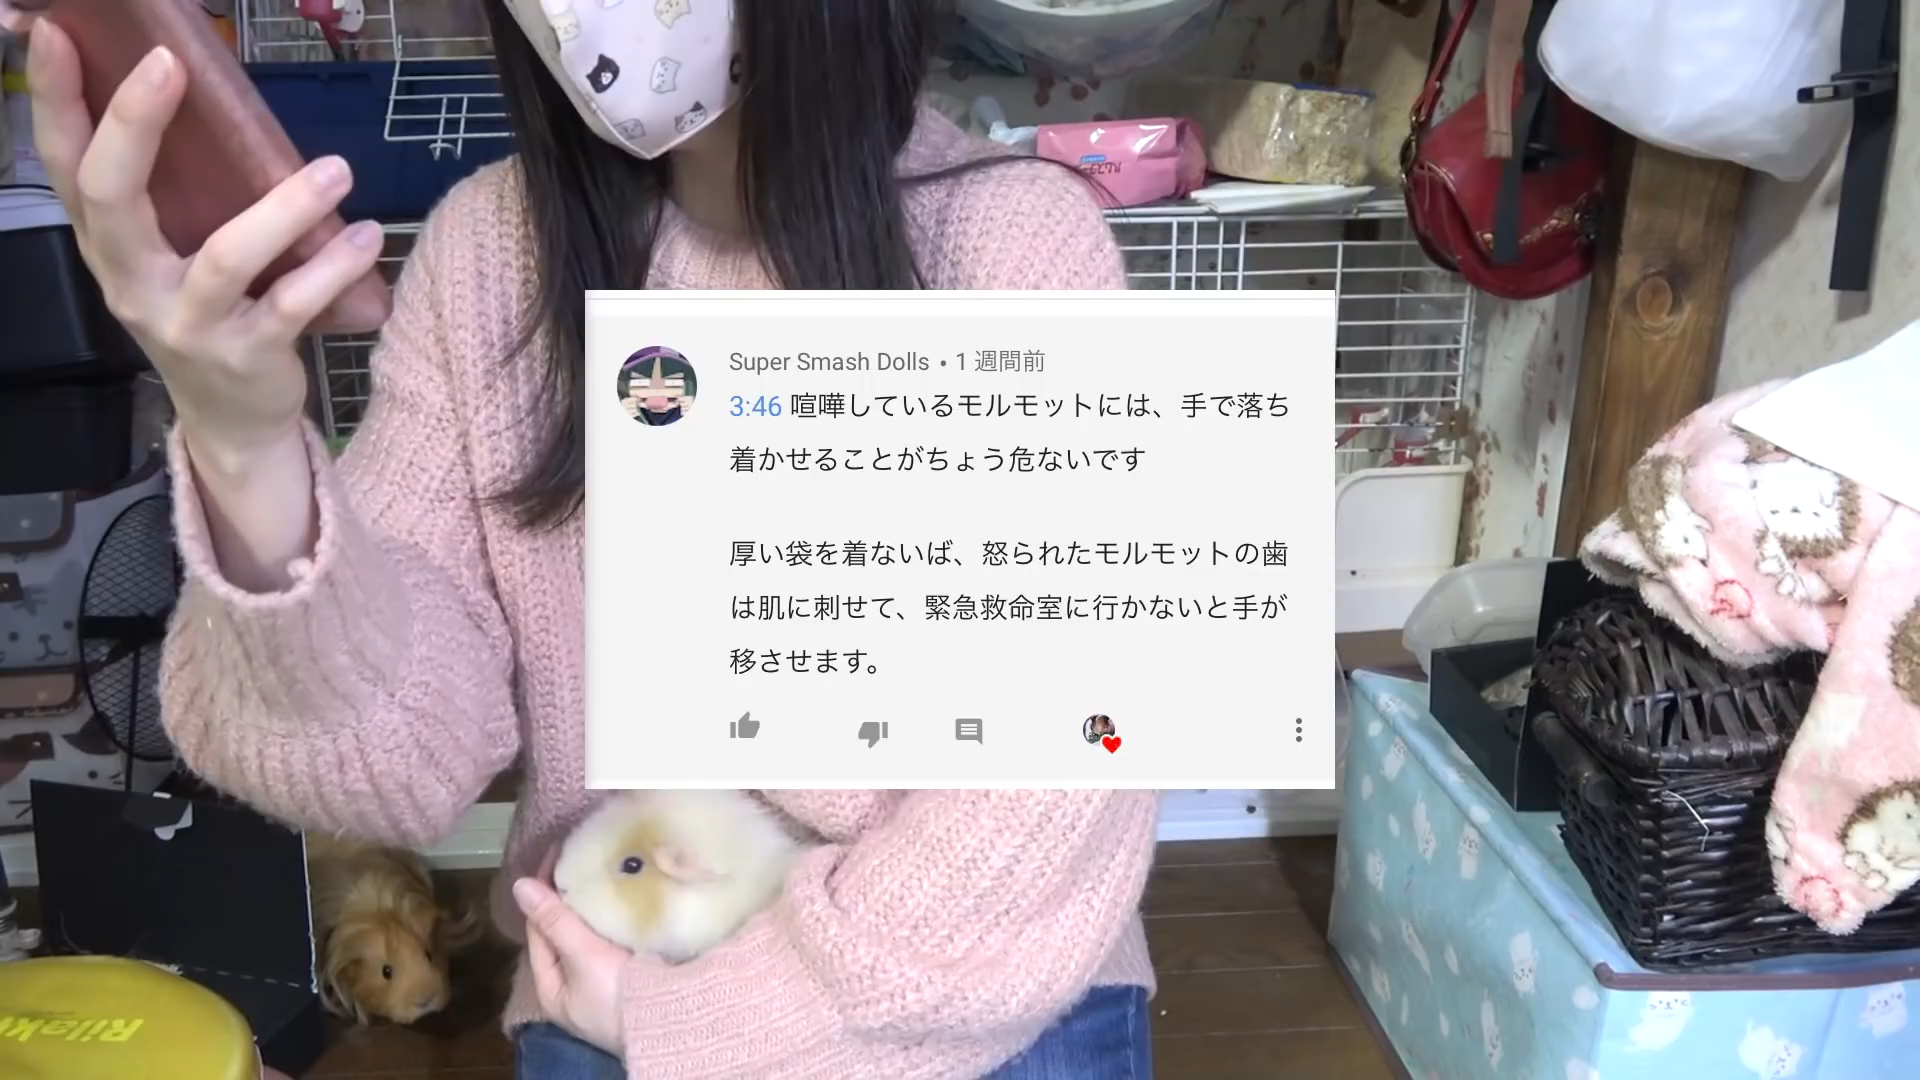 Super Smash Dolls • 1 週間前
3:46 喧嘩しているモルモットには、手で落ち
着かせることがちょう危ないです
厚い袋を着ないば、怒られたモルモットの歯
は肌に刺せて、緊急救命室に行かないと手が
移させます。